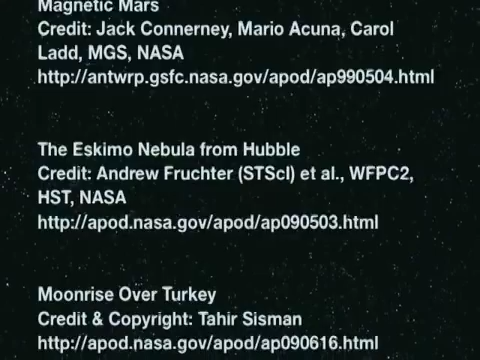 Magnetic Mars
Credit: Jack Connerney, Mario Acuna, Carol
Ladd, MGS, NASA
http://antwrp.gsfc.nasa.gov/apod/ap990504.html
The Eskimo Nebula from Hubble
Credit: Andrew Fruchter (STScI) et al., WFPC2,
HST, NASA
http://apod.nasa.gov/apod/ap090503.html
Moonrise Over Turkey
Credit & Copyright: Tahir Sisman
http://apod.nasa.gov/apod/ap090616.html